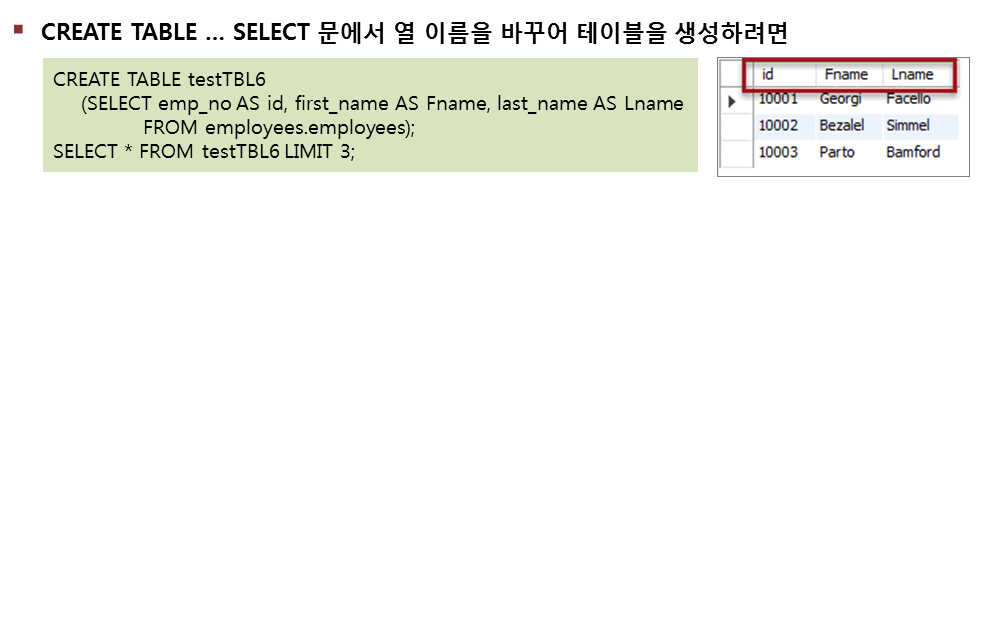 CREATE TABLE ... SELECT 문에서 열 이름을 바꾸어 테이블을 생성하려면
CREATE TABLE testTBL6
(SELECT emp_no AS id, first_name AS Fname, last_name AS Lname
FROM employees.employees);
SELECT * FROM testTBL6 LIMIT 3;
id Fname Lname
10001 Georgi Facello
10002 Bezalel Simmel
10003 Parto Bamford